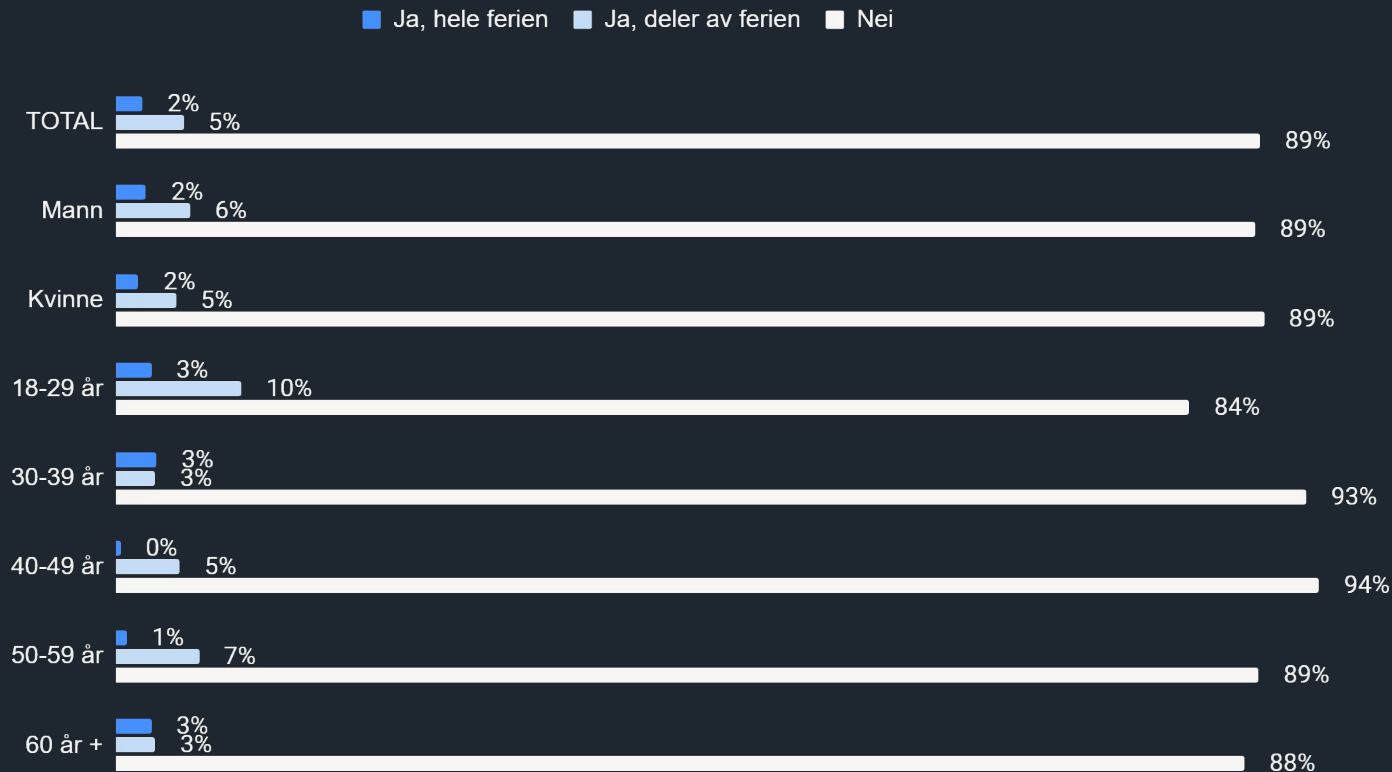 Ja, hele ferien Ja, deler av ferien Nei
TOTAL 2% 5% 89%
Mann 2% 6% 89%
Kvinne 2% 5% 89%
18-29 år 3% 10% 84%
30-39 år 3% 3% 93%
40-49 år 0% 5% 94%
50-59 år 1% 7% 89%
60 år + 3% 3% 88%